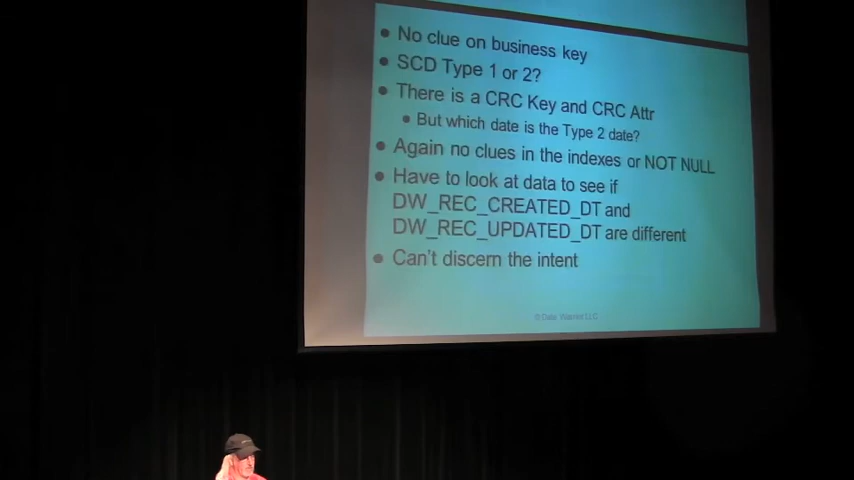 • No clue on business key
• SCD Type 1 or 2?
• There is a CRC Key and CRC Attr
• But which date is the Type 2 date?
• Again no clues in the indexes or NOT NULL
• Have to look at data to see if
DW_REC_CREATED_DT and
DW_REC_UPDATED_DT are different
• Can't discern the intent
© Data Warrior LLC